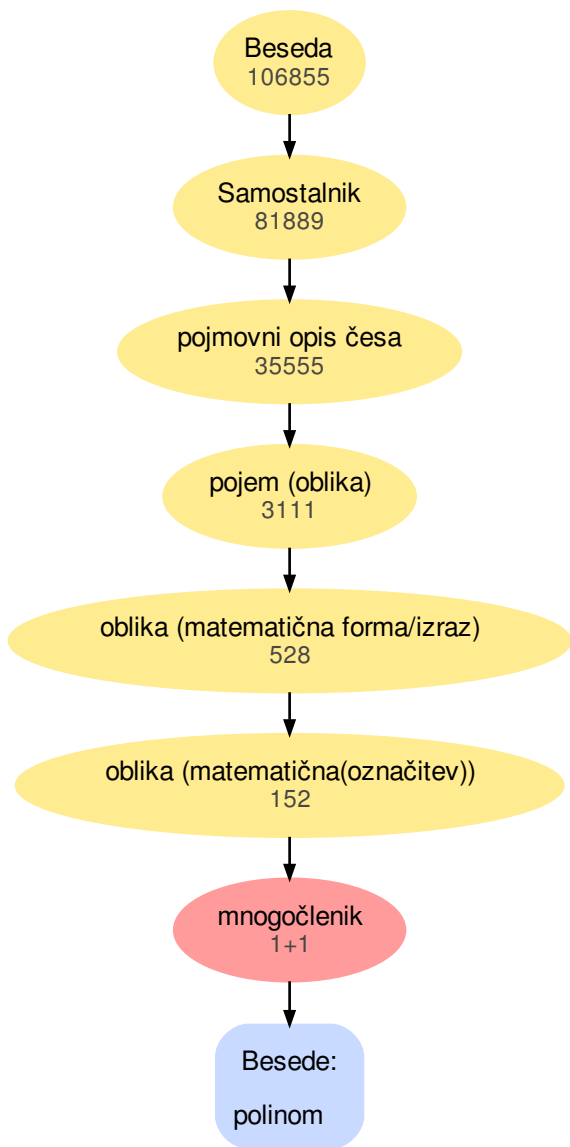 Beseda
106855
Samostalnik
81889
pojmovni opis česa
35555
pojem (oblika)
3111
oblika (matematična forma/izraz)
528
oblika (matematična(označitev))
152
mnogočlenik
1+1
Besede:
polinom